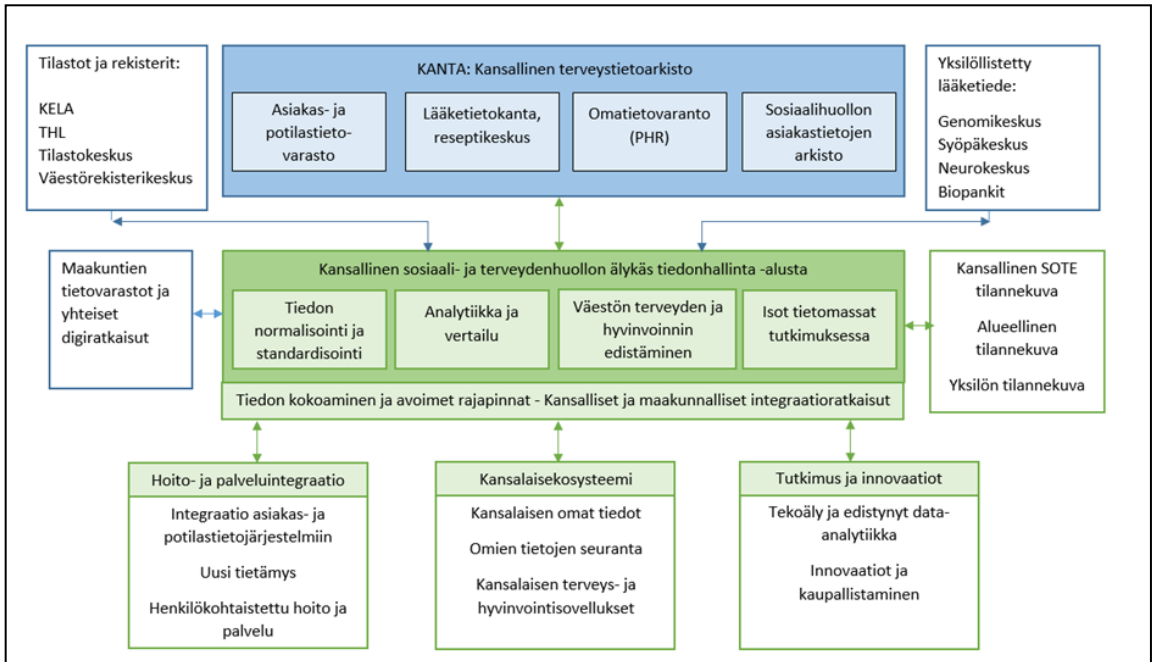 Tilastot ja rekisterit:
KELA
THL
Tilastokeskus
Väestörekisterikeskus
KANTA: Kansallinen terveystietoarkisto
Asiakas- ja
potilastieto-
varasto
Lääketietokanta,
reseptikeskus
Omatietovaranto
(PHR)
Sosiaalihuollon
asiakastietojen
arkisto
Yksilöllistetty
lääketiede:
Genomikeskus
Syöpäkeskus
Neurokeskus
Biopankit
Maakuntien
tietovarastot ja
yhteiset
digiratkaisut
Kansallinen sosiaali- ja terveydenhuollon älykäs tiedonhallinta -alusta
Tiedon
normalisointi ja
standardisointi
Analytiikka ja
vertailu
Väestön terveyden ja
hyvinvoinnin
edistäminen
Isot tietomassat
tutkimuksessa
Kansallinen SOTE
tilannekuva
Alueellinen
tilannekuva
Yksilön tilannekuva
Tiedon kokoaminen ja avoimet rajapinnat - Kansalliset ja maakunnalliset integraatioratkaisut
Hoito- ja palveluintegraatio
Integraatio asiakas- ja
potilastietojärjestelmiin
Uusi tietämys
Henkilökohtaistettu hoito ja
palvelu
Kansalaisekosysteemi
Kansalaisen omat tiedot
Omien tietojen seuranta
Kansalaisen terveys- ja
hyvinvointisovellukset
Tutkimus ja innovaatiot
Tekoäly ja edistynyt data-
analytiikka
Innovaatiot ja
kaupallistaminen